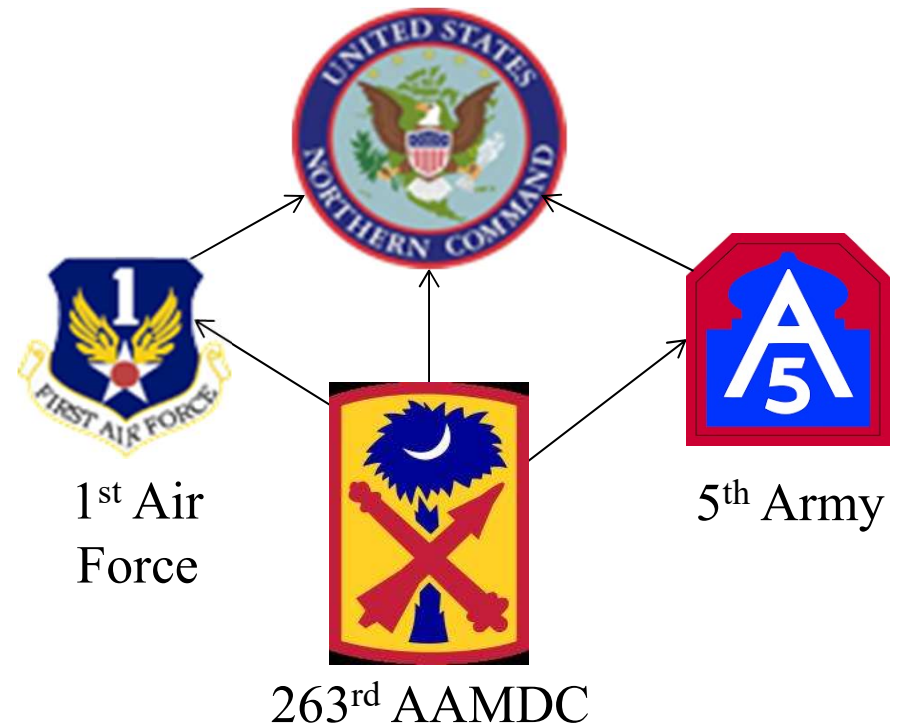 UNITED STATES
NORTHERN COMMAND
1
FIRST AIR FORCE
A
5
1st Air
Force
5th Army
263rd AAMDC